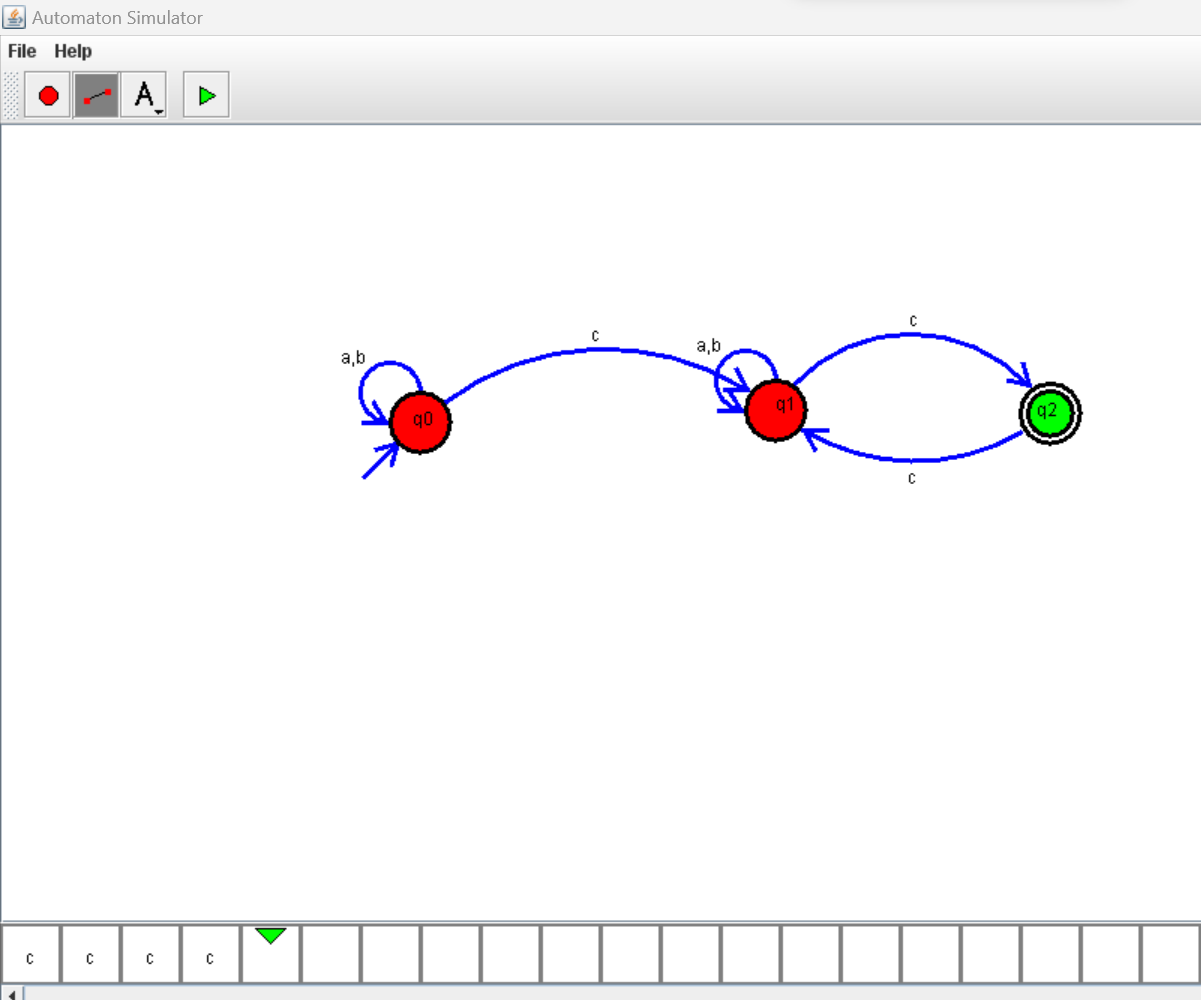 Automaton Simulator
File Help
A
c
c
a,b
a,b
q1
q2
q0
c
c c c c